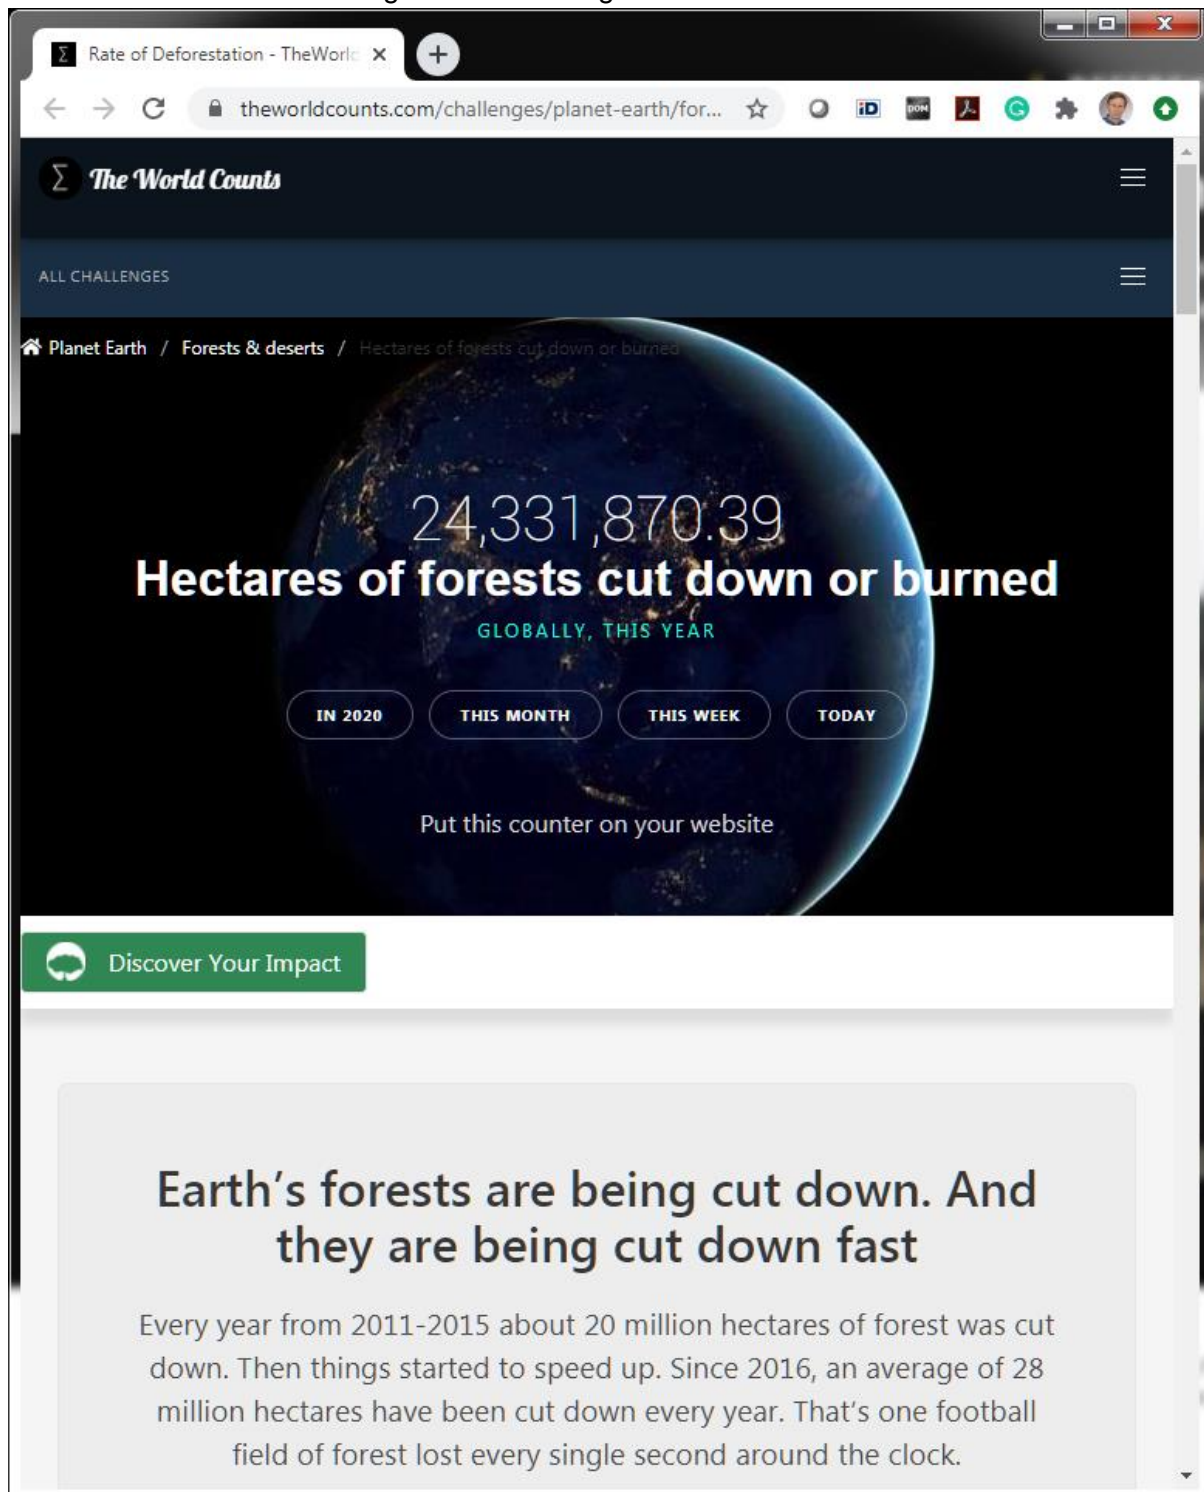 Rate of Deforestation - TheWorld
theworldcounts.com/challenges/planet-earth/for...
iD DOM G
Σ The World Counts
ALL CHALLENGES
Planet Earth / Forests & deserts / Hectares of forests cut down or burned
24,331,870.39
Hectares of forests cut down or burned
GLOBALLY, THIS YEAR
IN 2020 THIS MONTH THIS WEEK TODAY
Put this counter on your website
Discover Your Impact
Earth's forests are being cut down. And
they are being cut down fast
Every year from 2011-2015 about 20 million hectares of forest was cut
down. Then things started to speed up. Since 2016, an average of 28
million hectares have been cut down every year. That's one football
field of forest lost every single second around the clock.